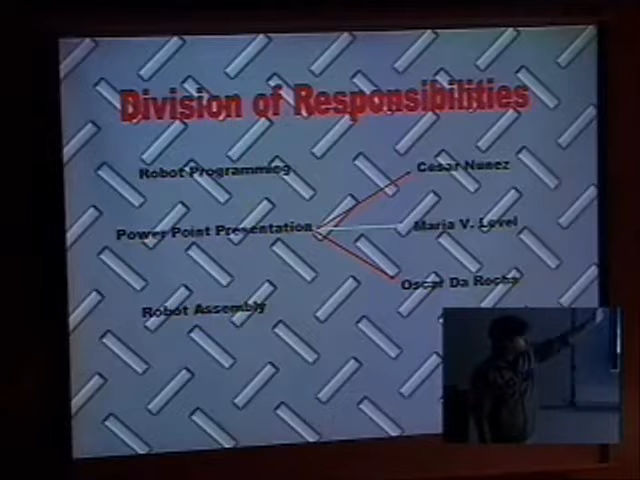 Division of Responsibilities
Robot Programming
Cesar Nunez
Power Point Presentation
Maria V. Lovel
Oscar Da Rocha
Robot Assembly